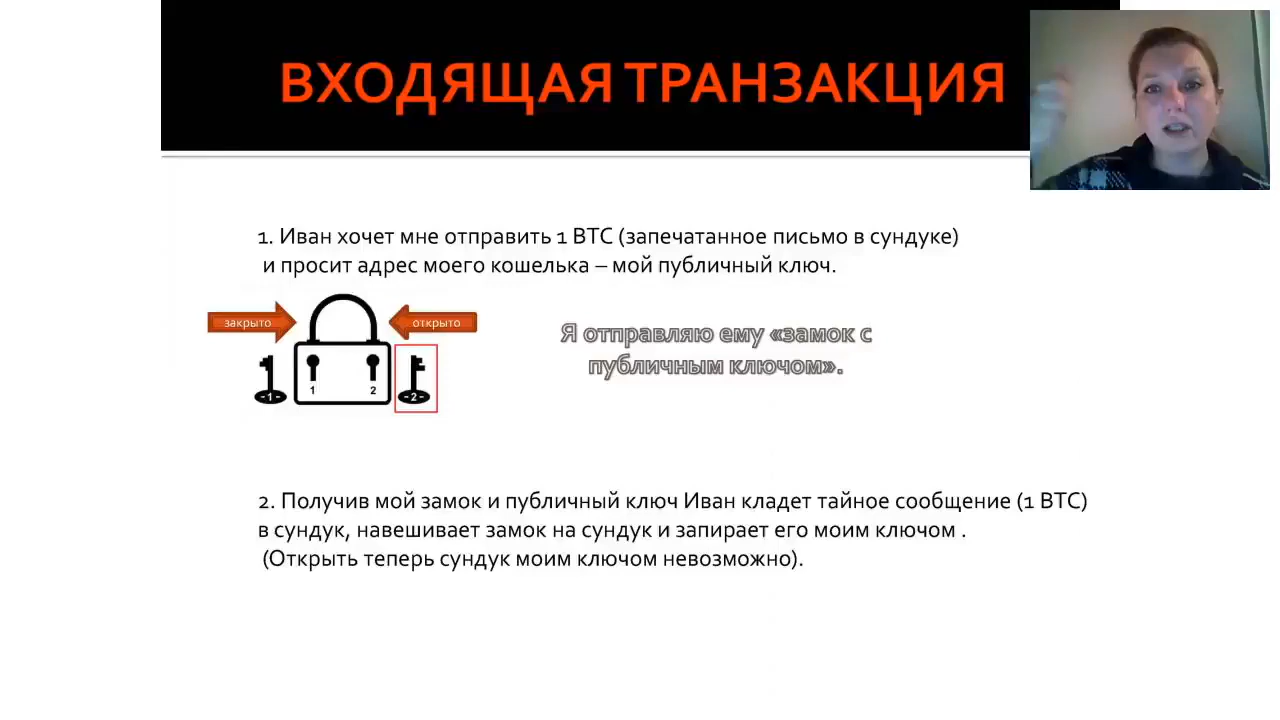 ВХОДЯЩАЯ ТРАНЗАКЦИЯ
1. Иван хочет мне отправить 1 BTC (запечатанное письмо в сундуке)
и просит адрес моего кошелька – мой публичный ключ.
закрыто
открыто
Я отправляю ему «замок с
публичным ключом».
1 2
-1- -2-
2. Получив мой замок и публичный ключ Иван кладет тайное сообщение (1 BTC)
в сундук, навешивает замок на сундук и запирает его моим ключом .
(Открыть теперь сундук моим ключом невозможно).